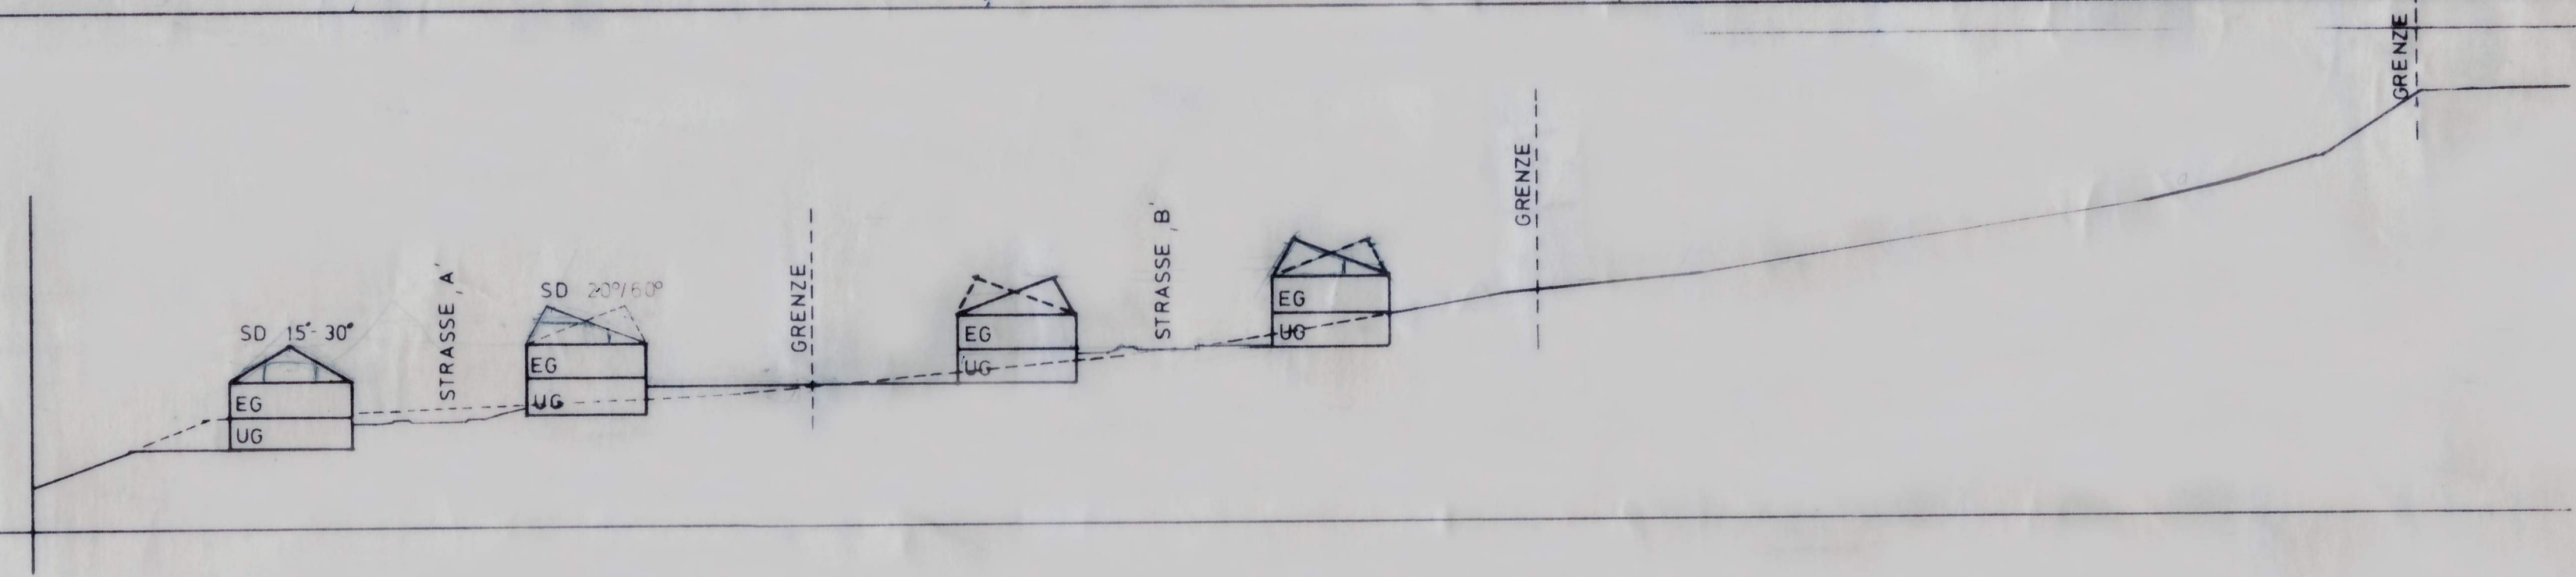 GRENZE
GRENZE
STRASSE ‚B‘
GRENZE
STRASSE ‚A‘
SD 20°/60°
SD 15°-30°
EG
UG
EG
UG
EG
UG
EG
UG